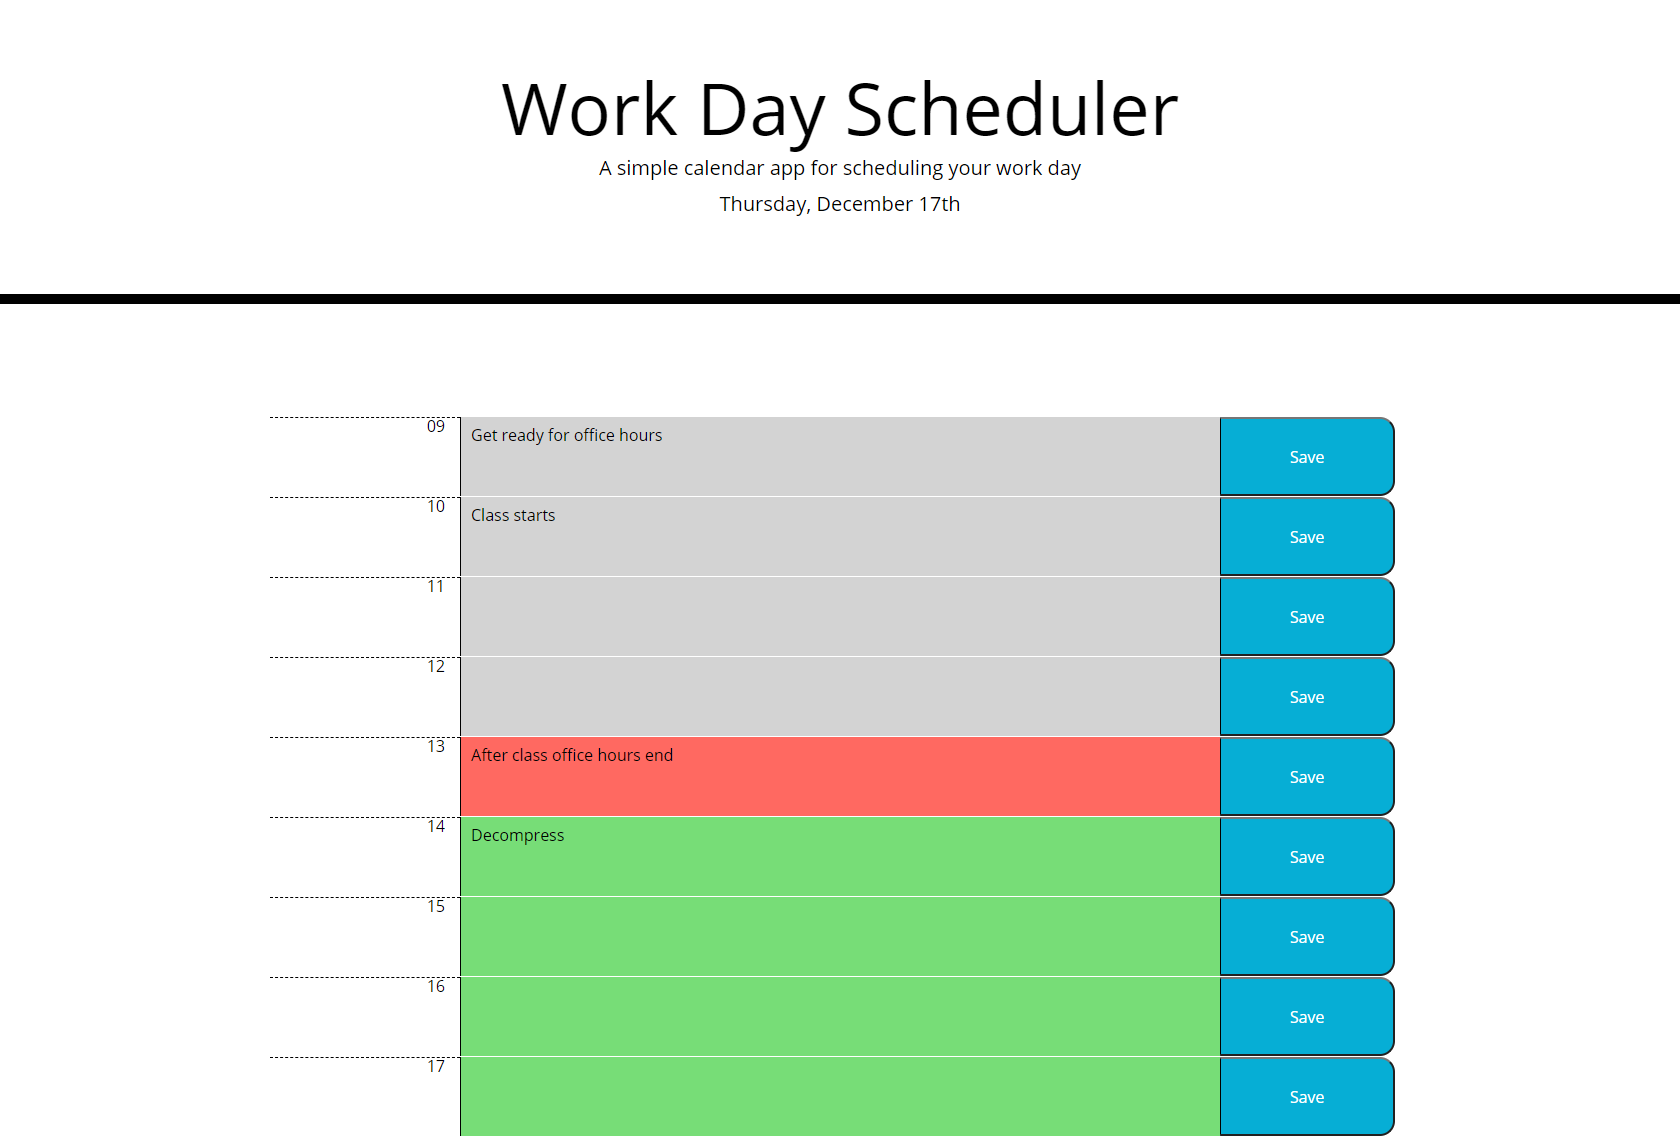 Work Day Scheduler
A simple calendar app for scheduling your work day
Thursday, December 17th
09 Get ready for office hours Save
10 Class starts Save
11 Save
12 Save
13 After class office hours end Save
14 Decompress Save
15 Save
16 Save
17 Save